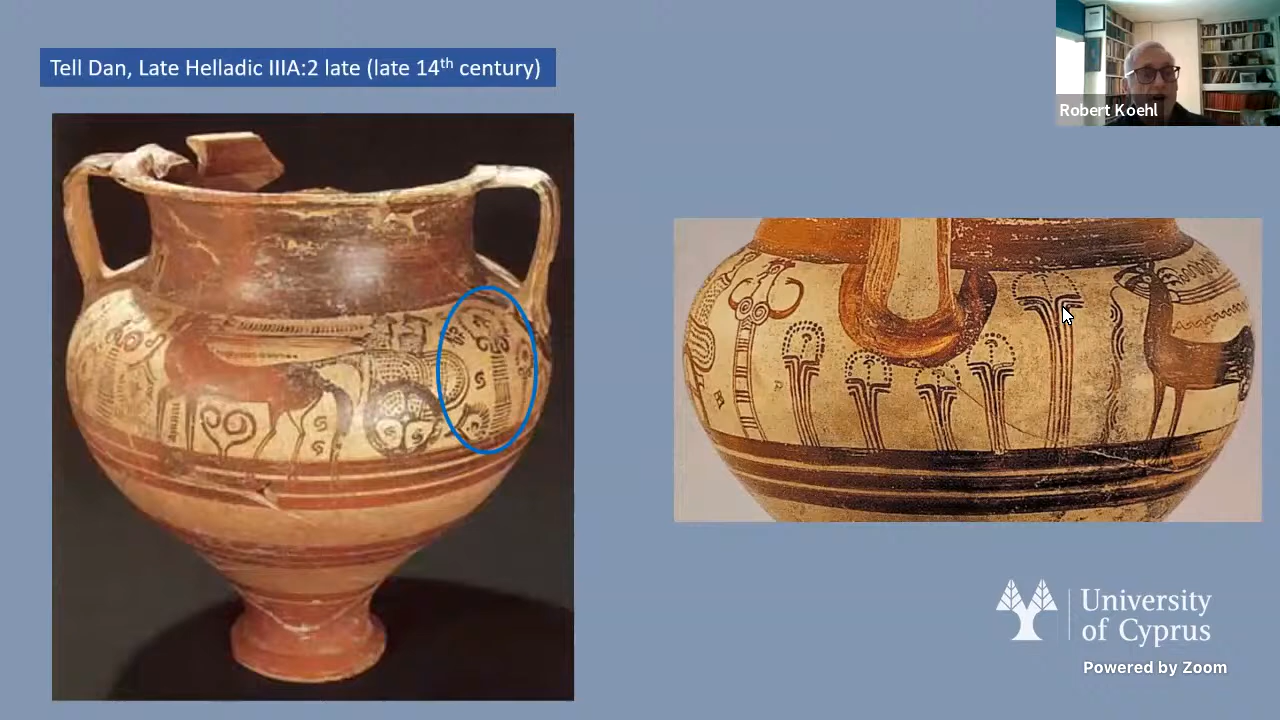 Tell Dan, Late Helladic IIIA:2 late (late 14th century)
Robert Koehl
University
of Cyprus
Powered by Zoom